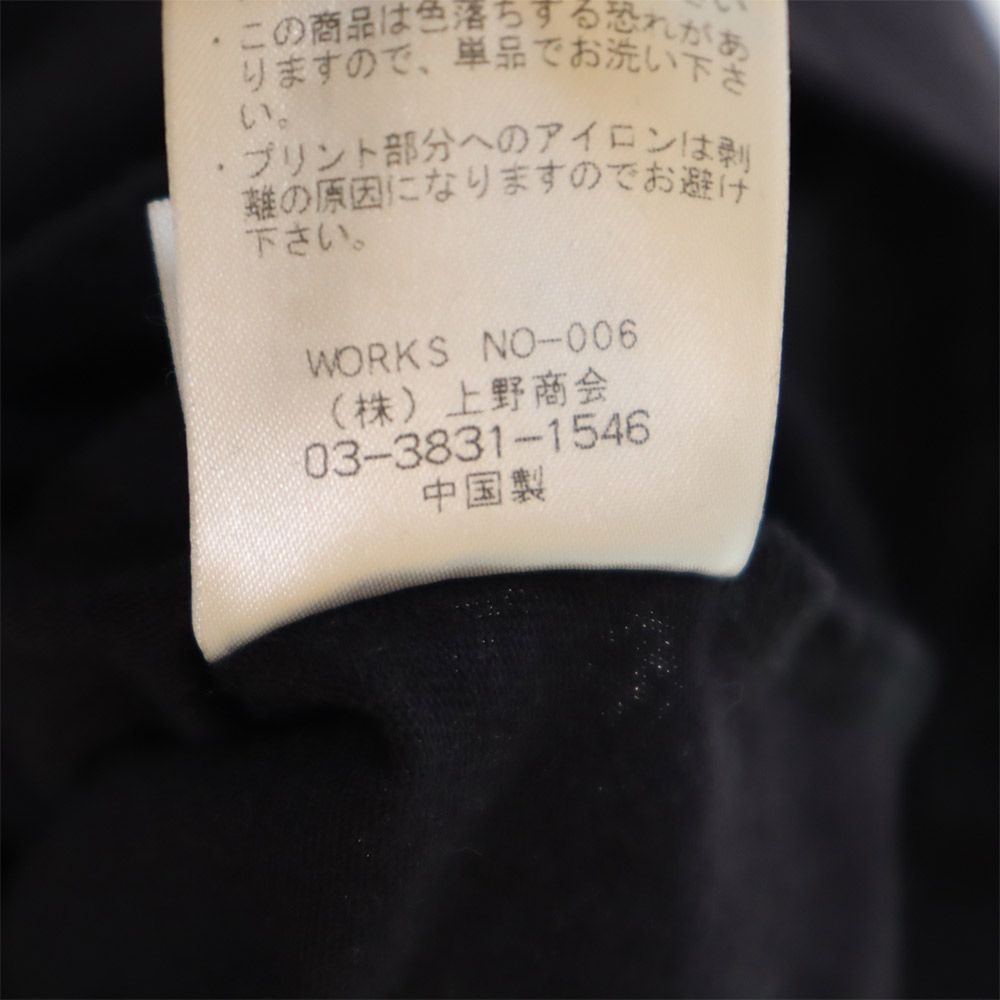 ・この商品は色落ちする恐れがあ
りますので、単品でお洗い下さ
い。
・プリント部分へのアイロンは剥
離の原因になりますのでお避け
下さい。
WORKS NO-006
(株)上野商会
03-3831-1546
中国製